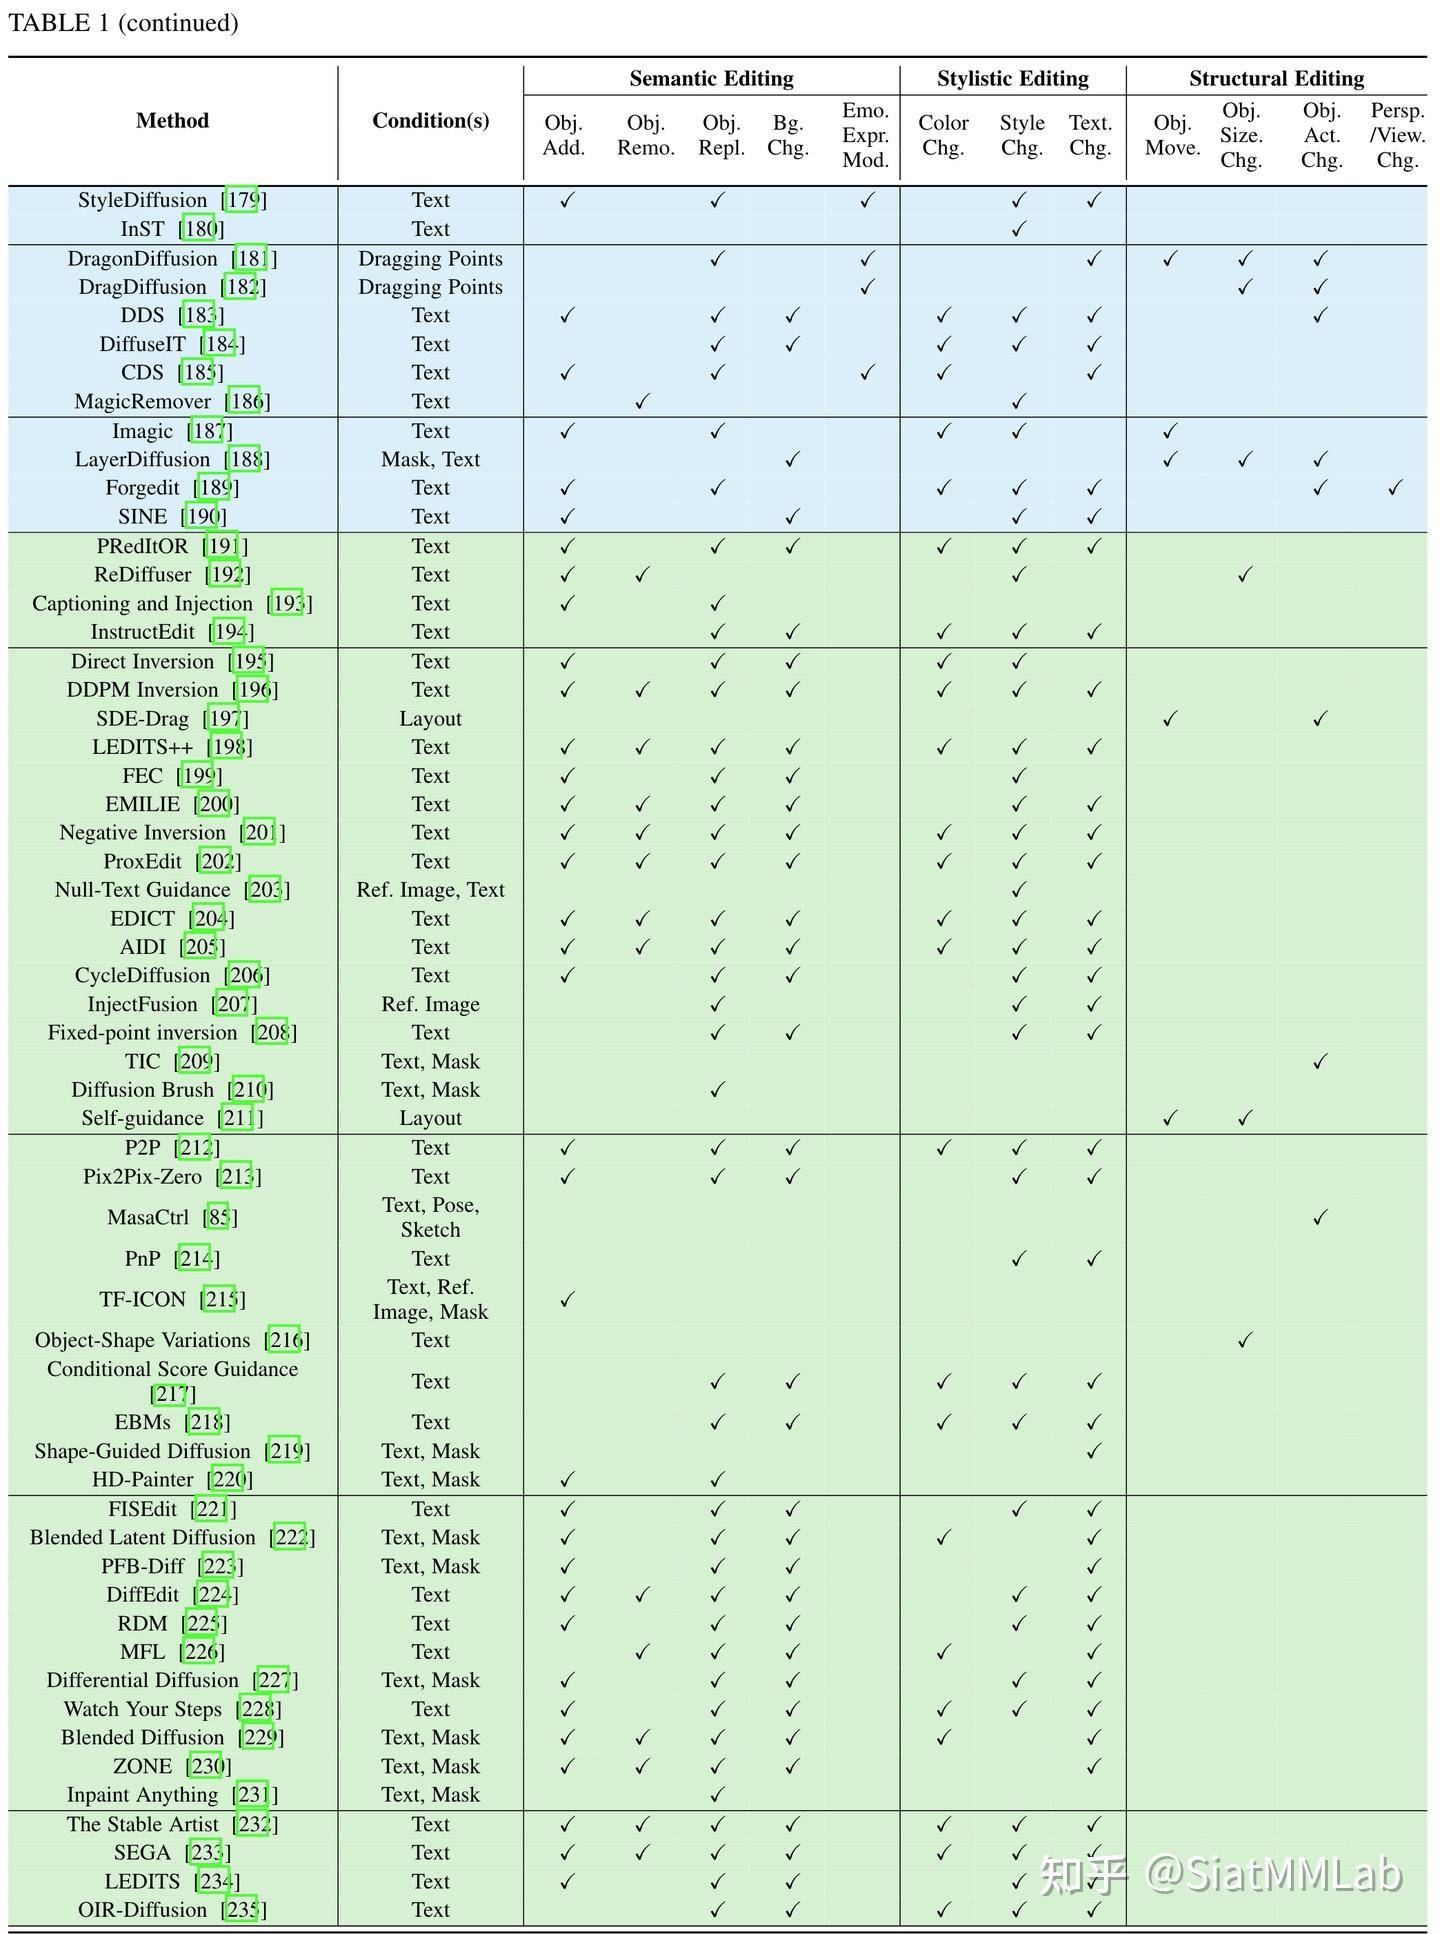 TABLE 1 (continued)
Method Condition(s) Semantic Editing Stylistic Editing Structural Editing
Obj. Add. Obj. Remo. Obj. Repl. Bg. Chg. Emo. Expr. Mod. Color Chg. Style Chg. Text. Chg. Obj. Move. Obj. Size. Chg. Obj. Act. Chg. Persp. /View. Chg.
StyleDiffusion [179] Text ✓ ✓ ✓ ✓ ✓
InST [180] Text ✓
DragonDiffusion [181] Dragging Points ✓ ✓ ✓ ✓ ✓ ✓
DragDiffusion [182] Dragging Points ✓ ✓ ✓
DDS [183] Text ✓ ✓ ✓ ✓ ✓ ✓ ✓
DiffuseIT [184] Text ✓ ✓ ✓ ✓ ✓
CDS [185] Text ✓ ✓ ✓ ✓ ✓
MagicRemover [186] Text ✓ ✓
Imagic [187] Text ✓ ✓ ✓ ✓ ✓
LayerDiffusion [188] Mask, Text ✓ ✓ ✓ ✓
Forgedit [189] Text ✓ ✓ ✓ ✓ ✓ ✓ ✓
SINE [190] Text ✓ ✓ ✓ ✓
PRedItOR [191] Text ✓ ✓ ✓ ✓ ✓ ✓
ReDiffuser [192] Text ✓ ✓ ✓ ✓
Captioning and Injection [193] Text ✓ ✓
InstructEdit [194] Text ✓ ✓ ✓ ✓ ✓
Direct Inversion [195] Text ✓ ✓ ✓ ✓ ✓
DDPM Inversion [196] Text ✓ ✓ ✓ ✓ ✓ ✓ ✓
SDE-Drag [197] Layout ✓ ✓
LEDITS++ [198] Text ✓ ✓ ✓ ✓ ✓ ✓ ✓
FEC [199] Text ✓ ✓ ✓ ✓
EMILIE [200] Text ✓ ✓ ✓ ✓ ✓ ✓
Negative Inversion [201] Text ✓ ✓ ✓ ✓ ✓ ✓ ✓
ProxEdit [202] Text ✓ ✓ ✓ ✓ ✓ ✓ ✓
Null-Text Guidance [203] Ref. Image, Text ✓
EDICT [204] Text ✓ ✓ ✓ ✓ ✓ ✓ ✓
AIDI [205] Text ✓ ✓ ✓ ✓ ✓ ✓ ✓
CycleDiffusion [206] Text ✓ ✓ ✓ ✓ ✓
InjectFusion [207] Ref. Image ✓ ✓ ✓
Fixed-point inversion [208] Text ✓ ✓ ✓ ✓
TIC [209] Text, Mask ✓
Diffusion Brush [210] Text, Mask ✓
Self-guidance [211] Layout ✓ ✓
P2P [212] Text ✓ ✓ ✓ ✓ ✓ ✓
Pix2Pix-Zero [213] Text ✓ ✓ ✓ ✓ ✓
MasaCtrl [85] Text, Pose, Sketch ✓
PnP [214] Text ✓ ✓
TF-ICON [215] Text, Ref. Image, Mask ✓
Object-Shape Variations [216] Text ✓
Conditional Score Guidance [217] Text ✓ ✓ ✓ ✓ ✓
EBMs [218] Text ✓ ✓ ✓ ✓ ✓
Shape-Guided Diffusion [219] Text, Mask ✓
HD-Painter [220] Text, Mask ✓ ✓
FISEdit [221] Text ✓ ✓ ✓ ✓ ✓
Blended Latent Diffusion [222] Text, Mask ✓ ✓ ✓ ✓ ✓
PFB-Diff [223] Text, Mask ✓ ✓ ✓ ✓
DiffEdit [224] Text ✓ ✓ ✓ ✓ ✓ ✓
RDM [225] Text ✓ ✓ ✓ ✓ ✓
MFL [226] Text ✓ ✓ ✓ ✓ ✓
Differential Diffusion [227] Text, Mask ✓ ✓ ✓ ✓ ✓
Watch Your Steps [228] Text ✓ ✓ ✓ ✓ ✓ ✓
Blended Diffusion [229] Text, Mask ✓ ✓ ✓ ✓ ✓ ✓
ZONE [230] Text, Mask ✓ ✓ ✓ ✓ ✓
Inpaint Anything [231] Text, Mask ✓
The Stable Artist [232] Text ✓ ✓ ✓ ✓ ✓ ✓ ✓
SEGA [233] Text ✓ ✓ ✓ ✓ ✓ ✓ ✓
LEDITS [234] Text ✓ ✓ ✓ ✓ ✓
OIR-Diffusion [235] Text ✓ ✓ ✓ ✓ ✓
知乎 @SiatMMLab